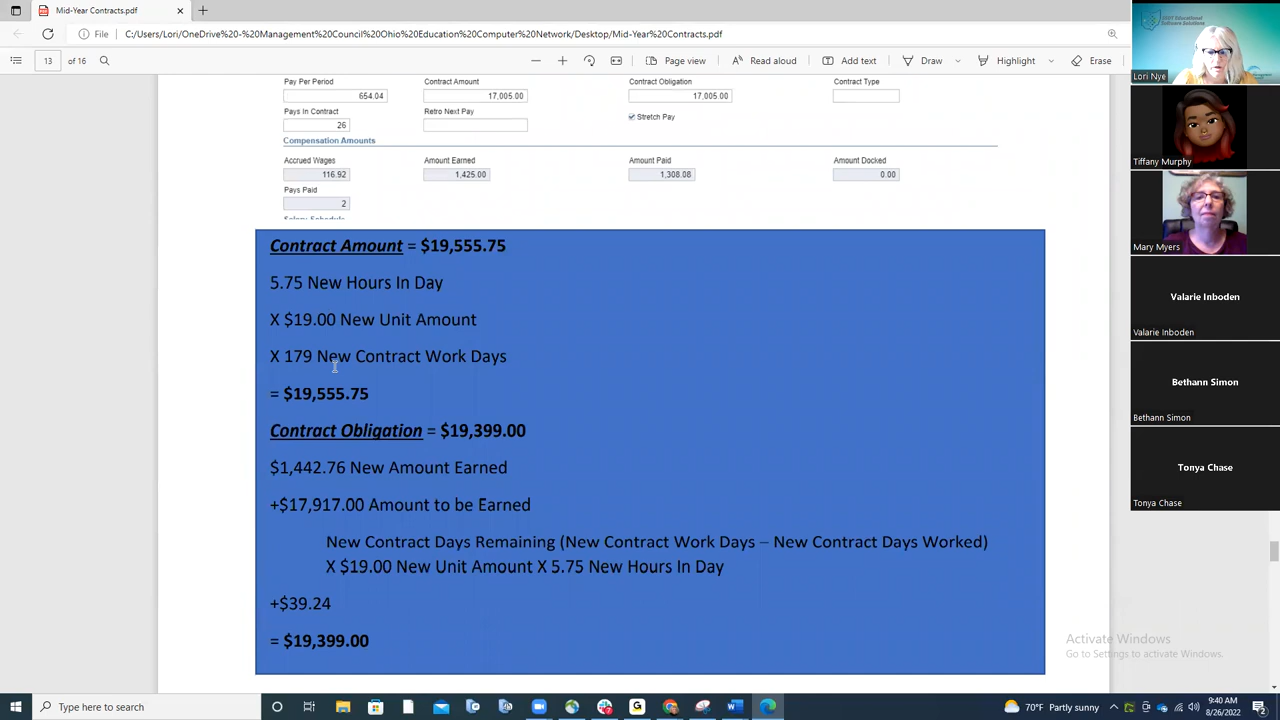 Mid-Year Contracts.pdf
File
C:/Users/Lori/OneDrive%20-%20Management%20Council%20Ohio%20Education%20Computer%20Network/Desktop/Mid-Year%20Contracts.pdf
13 of 16
Page view
Read aloud
Add text
Draw
Highlight
Erase
Pay Per Period Contract Amount Contract Obligation Contract Type
654.04 17,005.00 17,005.00
Pays In Contract Retro Next Pay Stretch Pay
26
Compensation Amounts
Accrued Wages Amount Earned Amount Paid Amount Docked
116.92 1,425.00 1,308.08 0.00
Pays Paid
2
Salary Schedule
Contract Amount = $19,555.75
5.75 New Hours In Day
X $19.00 New Unit Amount
X 179 New Contract Work Days
= $19,555.75
Contract Obligation = $19,399.00
$1,442.76 New Amount Earned
+$17,917.00 Amount to be Earned
New Contract Days Remaining (New Contract Work Days – New Contract Days Worked)
X $19.00 New Unit Amount X 5.75 New Hours In Day
+$39.24
= $19,399.00
Lori Nye
Tiffany Murphy
Mary Myers
Valarie Inboden
Valarie Inboden
Bethann Simon
Bethann Simon
Tonya Chase
Tonya Chase
Activate Windows
Go to Settings to activate Windows.
Type here to search
70°F Partly sunny
9:40 AM
8/26/2022